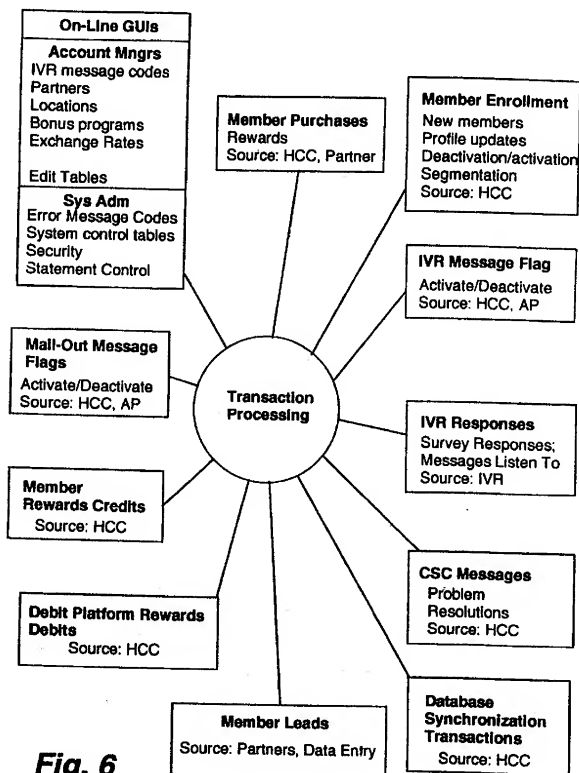 On-Line GUIs
Account Mngrs
IVR message codes
Partners
Locations
Bonus programs
Exchange Rates
Edit Tables
Sys Adm
Error Message Codes
System control tables
Security
Statement Control
Member Purchases
Rewards
Source: HCC, Partner
Member Enrollment
New members
Profile updates
Deactivation/activation
Segmentation
Source: HCC
IVR Message Flag
Activate/Deactivate
Source: HCC, AP
Mail-Out Message
Flags
Activate/Deactivate
Source: HCC, AP
Transaction
Processing
IVR Responses
Survey Responses;
Messages Listen To
Source: IVR
Member
Rewards Credits
Source: HCC
CSC Messages
Problem
Resolutions
Source: HCC
Debit Platform Rewards
Debits
Source: HCC
Member Leads
Source: Partners, Data Entry
Database
Synchronization
Transactions
Source: HCC
Fig. 6